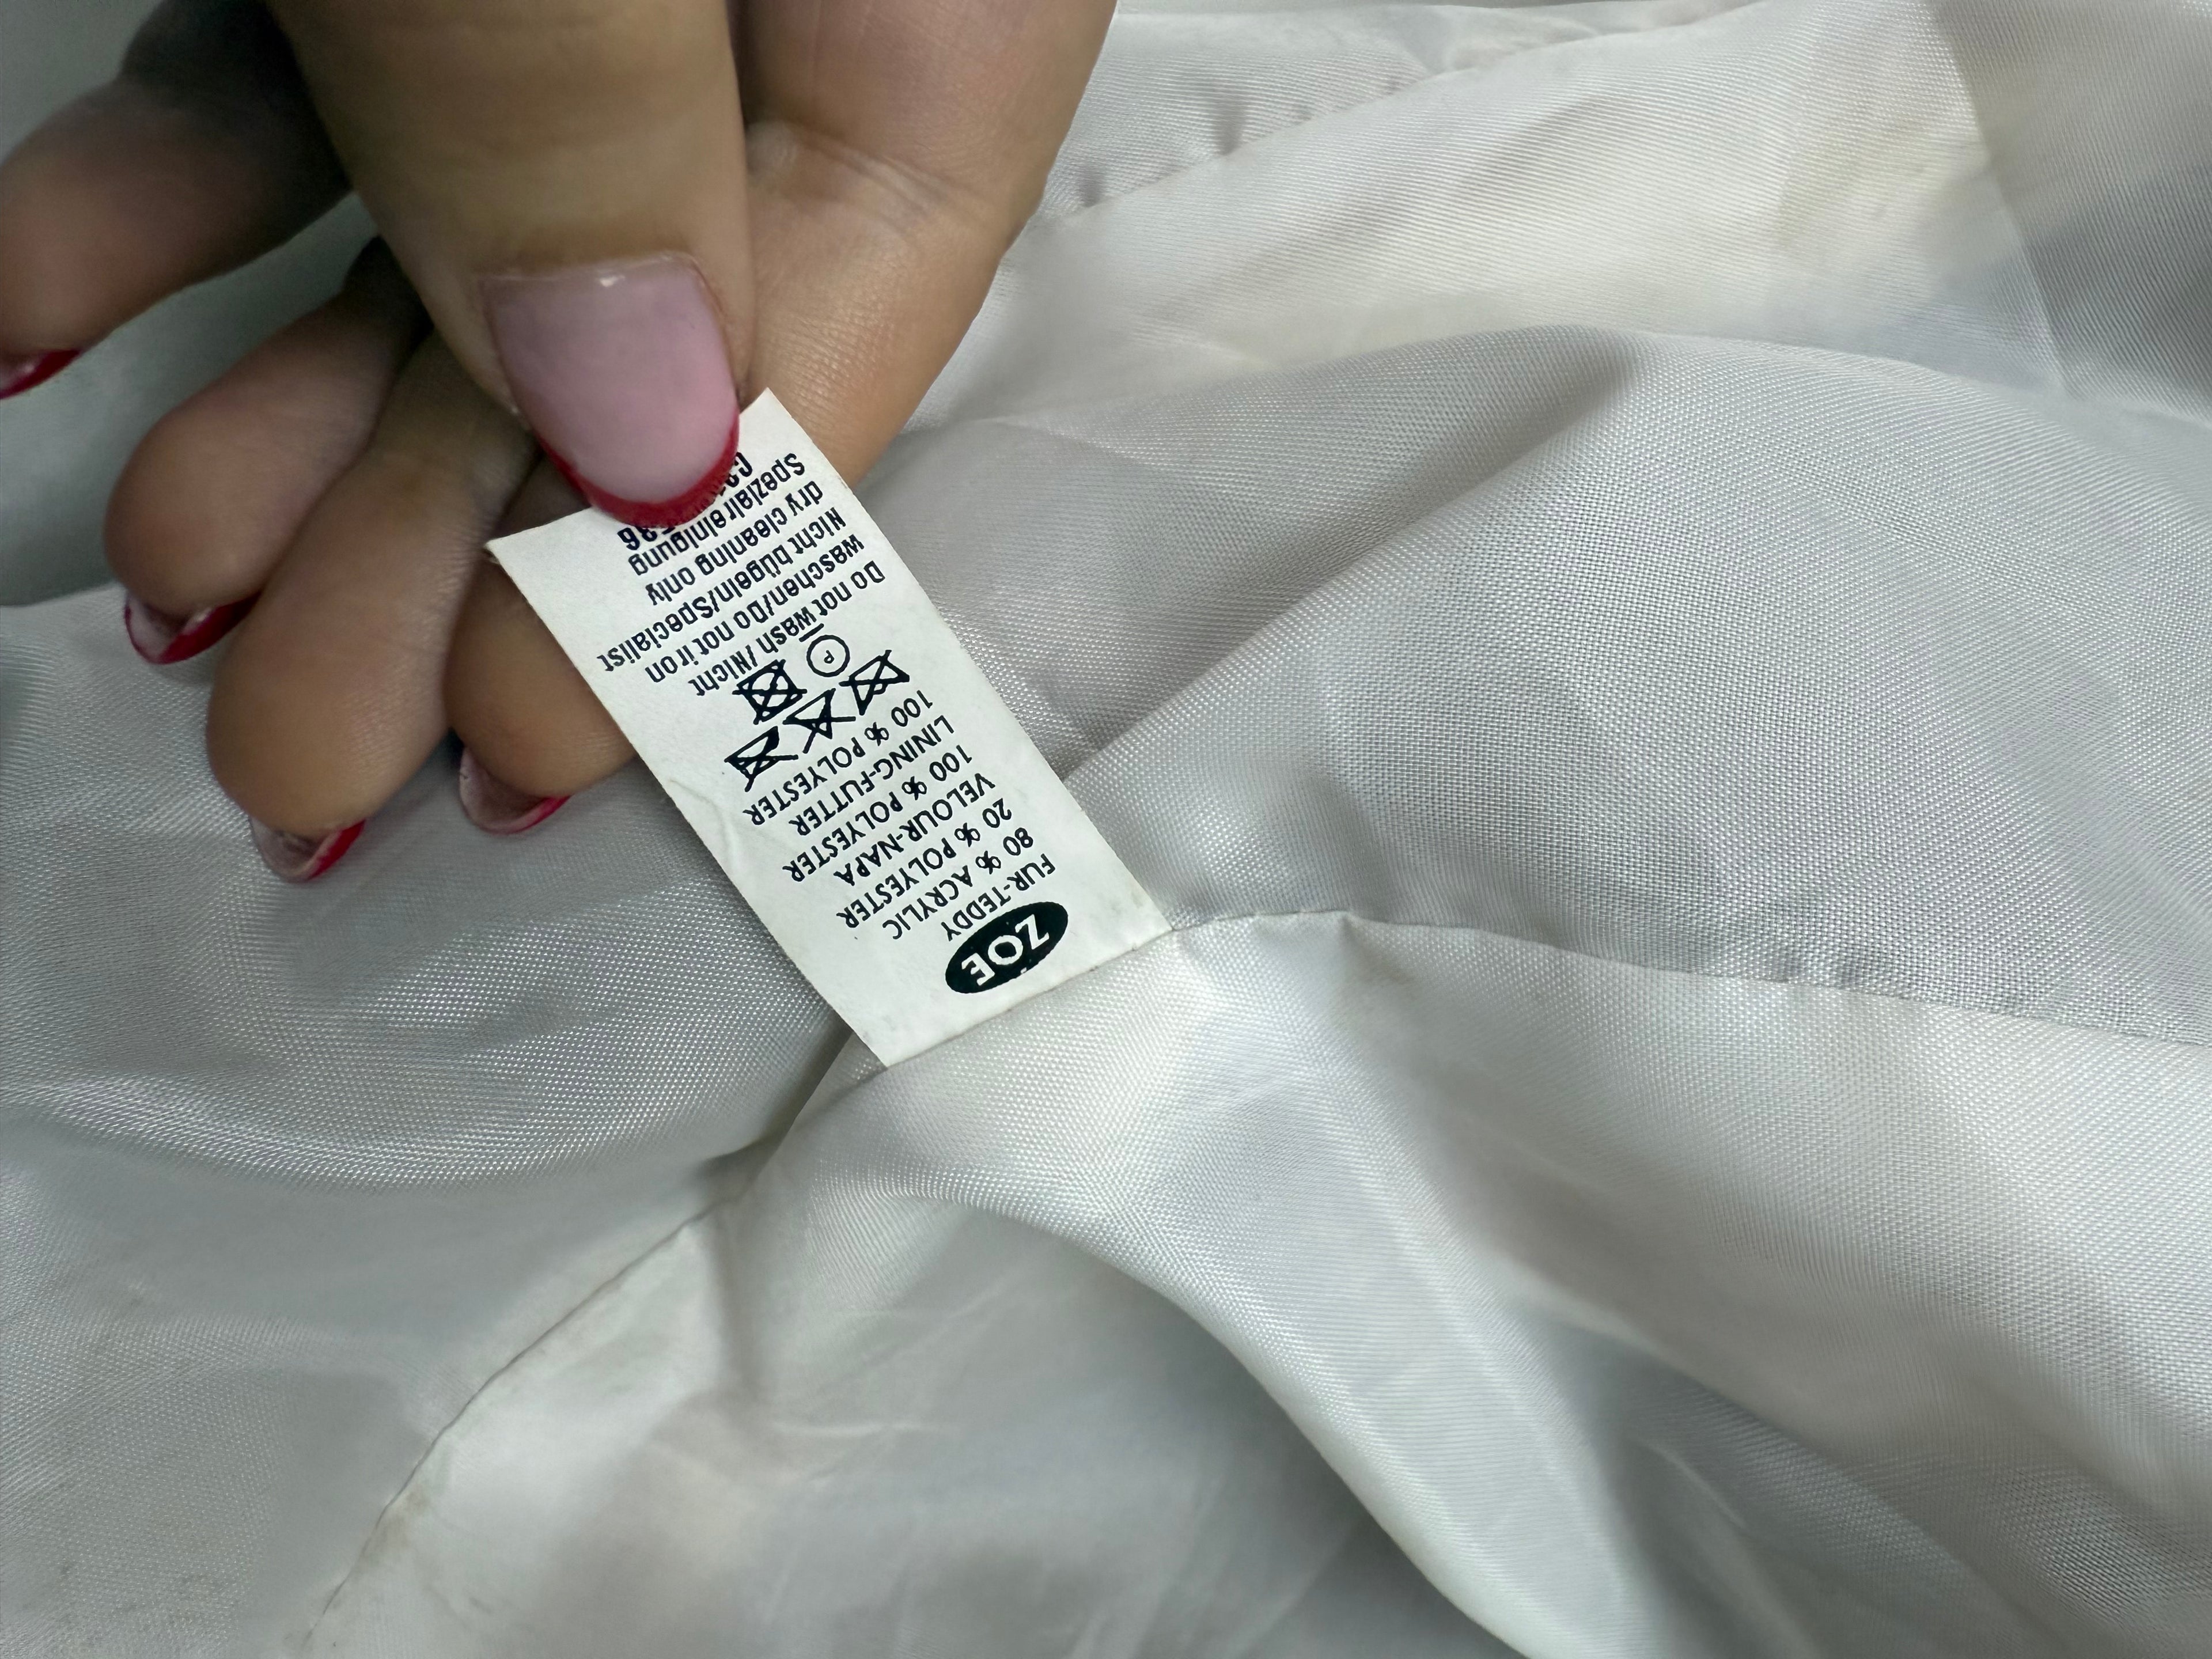 ZOE
FUR-TEDDY
80 % ACRYLIC
20 % POLYESTER
VELOUR-NAPA
100 % POLYESTER
LINING-FUTTER
100 % POLYESTER
P
Do not wash /Nicht
waschen/Do not iron
Nicht bügeln/Specialist
dry cleaning only
Spezialreinigung